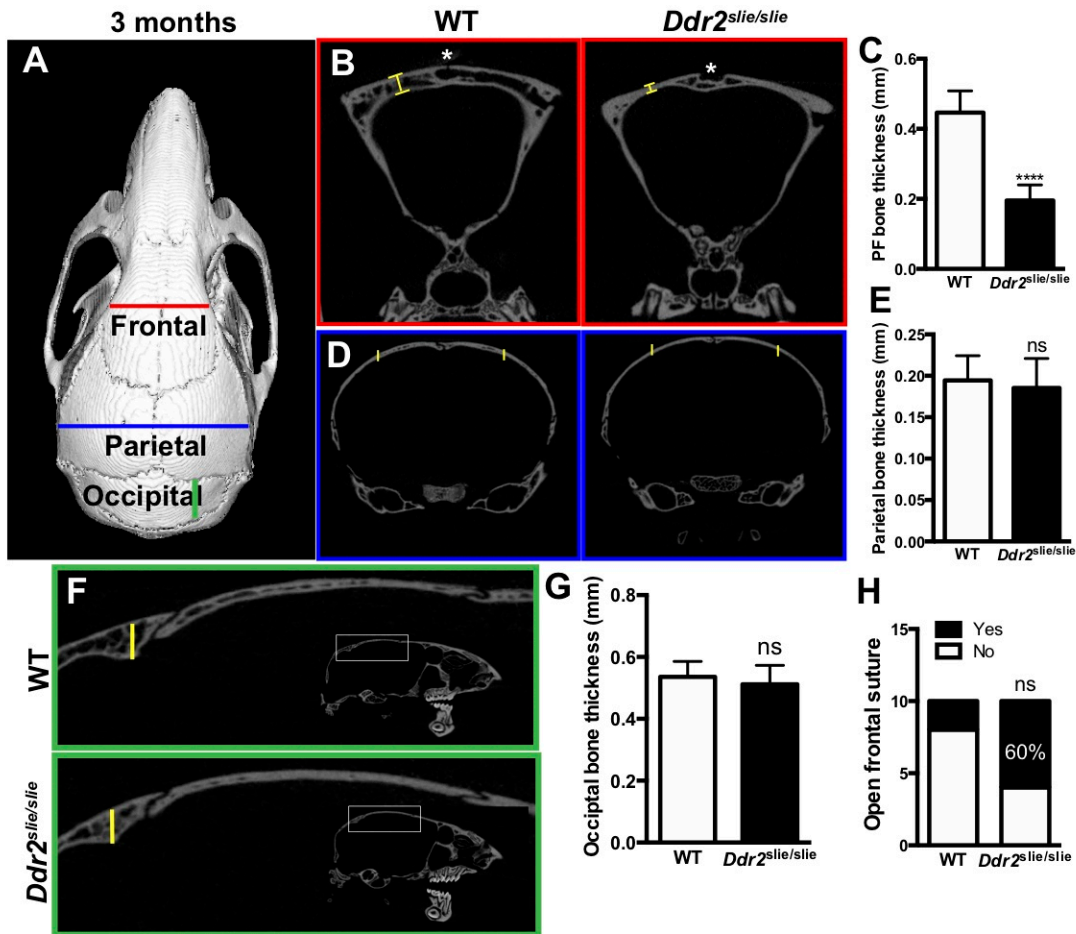 3 months
WT
Ddr2slie/slie
A
Frontal
Parietal
Occipital
B
*
*
C
PF bone thickness (mm)
0.6
0.4
0.2
0.0
****
WT
Ddr2slie/slie
D
E
Parietal bone thickness (mm)
0.25
0.20
0.15
0.10
0.05
0.00
ns
WT
Ddr2slie/slie
F
WT
Ddr2slie/slie
G
Occiptal bone thickness (mm)
0.8
0.6
0.4
0.2
0.0
ns
WT
Ddr2slie/slie
H
Yes
No
Open frontal suture
15
10
5
0
ns
60%
WT
Ddr2slie/slie